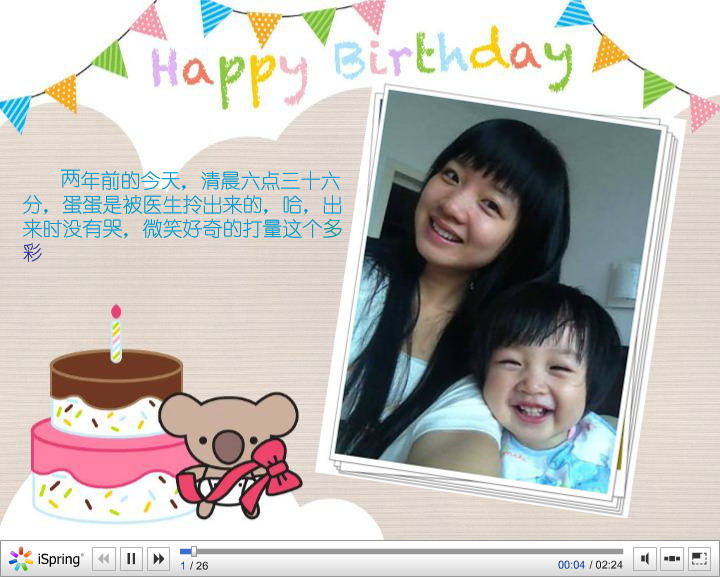 Happy Birthday
两年前的今天，清晨六点三十六
分，蛋蛋是被医生拎出来的，哈，出
来时没有哭，微笑好奇的打量这个多
彩
iSpring
1 / 26
00:04 / 02:24